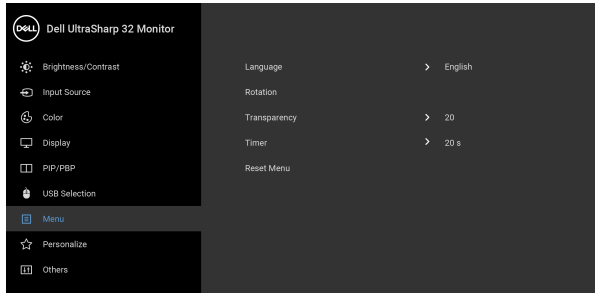 DELL Dell UltraSharp 32 Monitor
Brightness/Contrast
Input Source
Color
Display
PIP/PBP
USB Selection
Menu
Personalize
Others
Language > English
Rotation
Transparency > 20
Timer > 20 s
Reset Menu